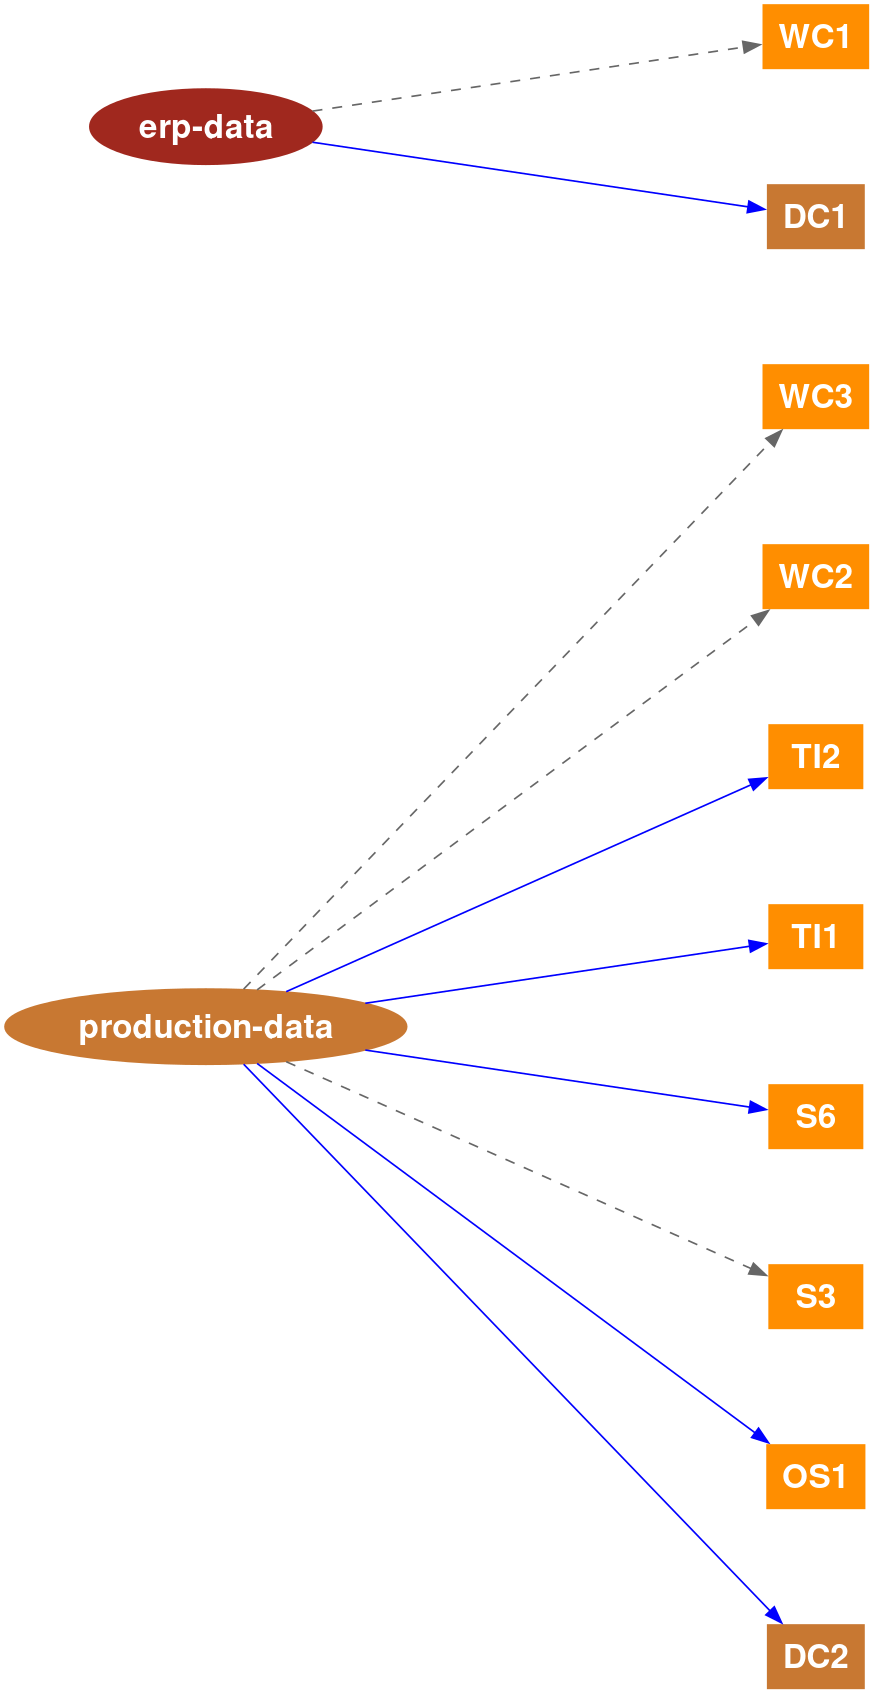 WC1
erp-data
DC1
WC3
WC2
TI2
TI1
production-data
S6
S3
OS1
DC2